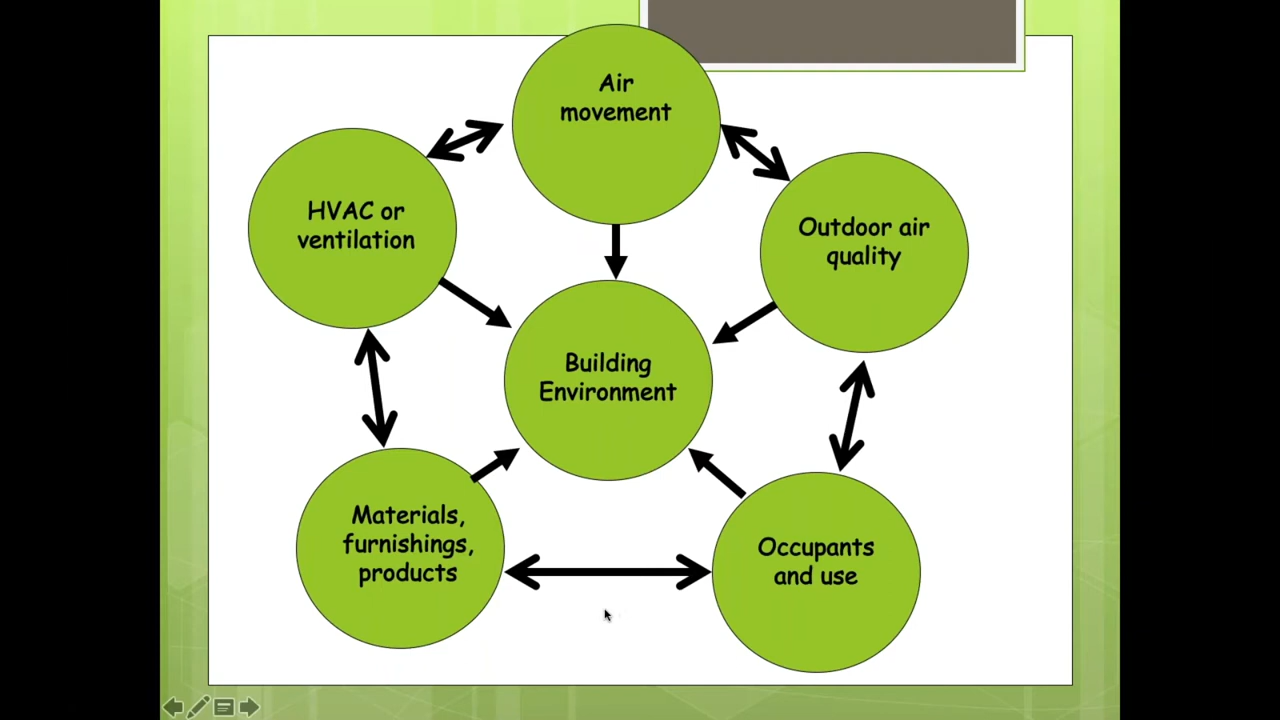 Air
movement
HVAC or
ventilation
Outdoor air
quality
Building
Environment
Materials,
furnishings,
products
Occupants
and use